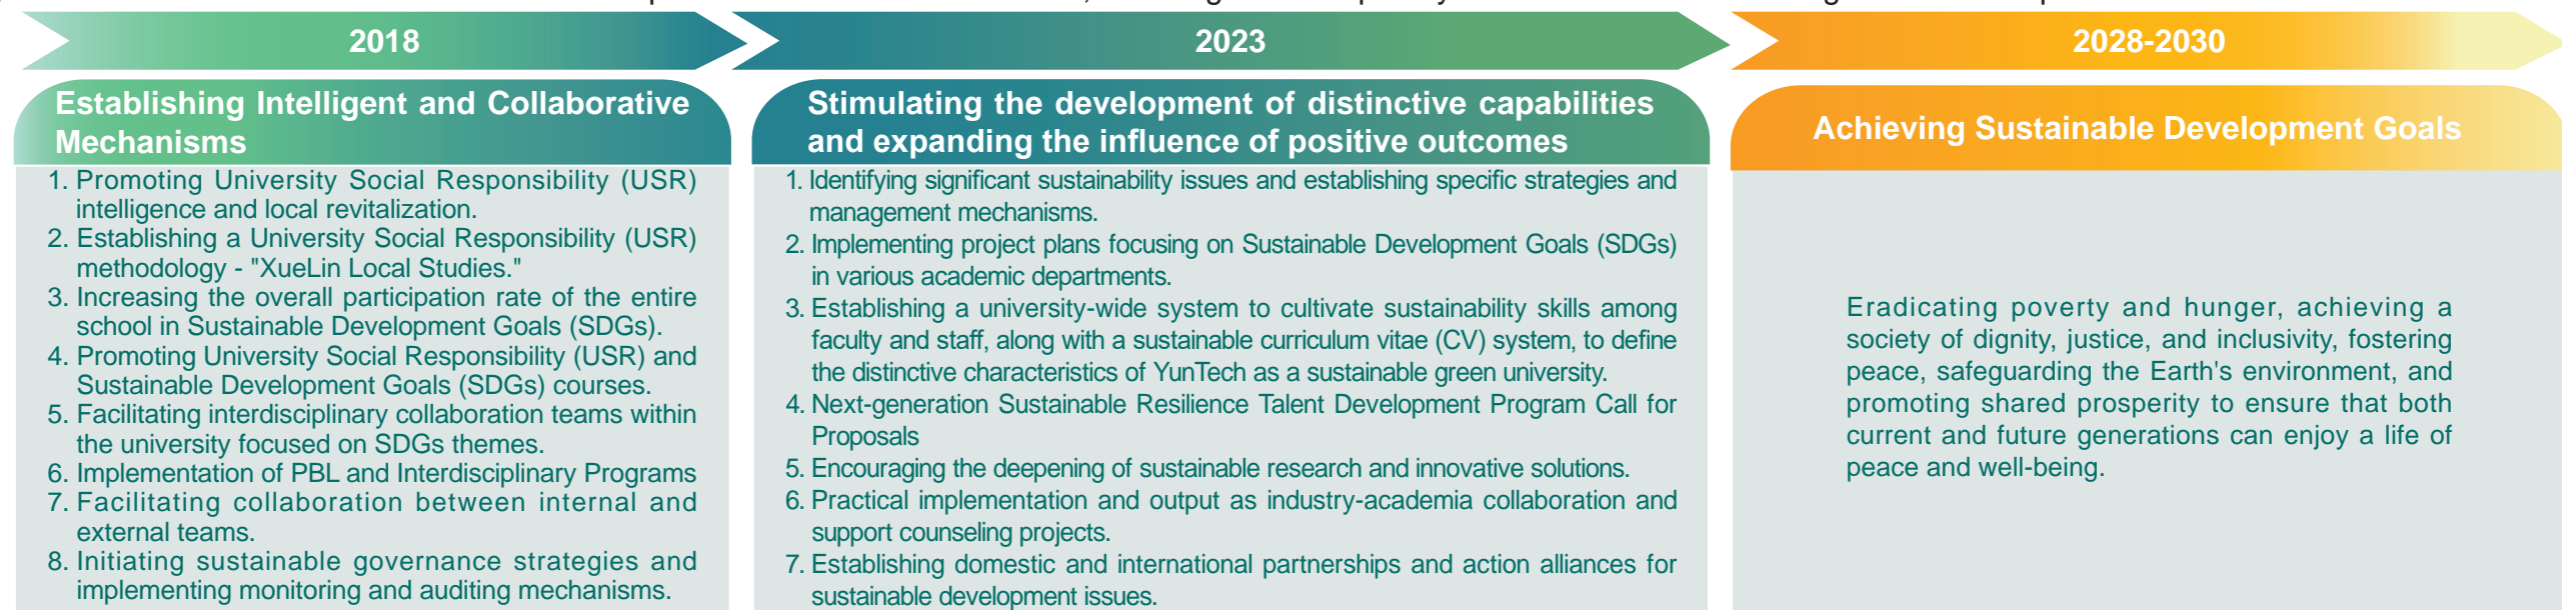 2018
Establishing Intelligent and Collaborative
Mechanisms
1. Promoting University Social Responsibility (USR)
intelligence and local revitalization.
2. Establishing a University Social Responsibility (USR)
methodology - "XueLin Local Studies."
3. Increasing the overall participation rate of the entire
school in Sustainable Development Goals (SDGs).
4. Promoting University Social Responsibility (USR) and
Sustainable Development Goals (SDGs) courses.
5. Facilitating interdisciplinary collaboration teams within
the university focused on SDGs themes.
6. Implementation of PBL and Interdisciplinary Programs
7. Facilitating collaboration between internal and
external teams.
8. Initiating sustainable governance strategies and
implementing monitoring and auditing mechanisms.
2023
Stimulating the development of distinctive capabilities
and expanding the influence of positive outcomes
1. Identifying significant sustainability issues and establishing specific strategies and
management mechanisms.
2. Implementing project plans focusing on Sustainable Development Goals (SDGs)
in various academic departments.
3. Establishing a university-wide system to cultivate sustainability skills among
faculty and staff, along with a sustainable curriculum vitae (CV) system, to define
the distinctive characteristics of YunTech as a sustainable green university.
4. Next-generation Sustainable Resilience Talent Development Program Call for
Proposals
5. Encouraging the deepening of sustainable research and innovative solutions.
6. Practical implementation and output as industry-academia collaboration and
support counseling projects.
7. Establishing domestic and international partnerships and action alliances for
sustainable development issues.
2028-2030
Achieving Sustainable Development Goals
Eradicating poverty and hunger, achieving a
society of dignity, justice, and inclusivity, fostering
peace, safeguarding the Earth's environment, and
promoting shared prosperity to ensure that both
current and future generations can enjoy a life of
peace and well-being.